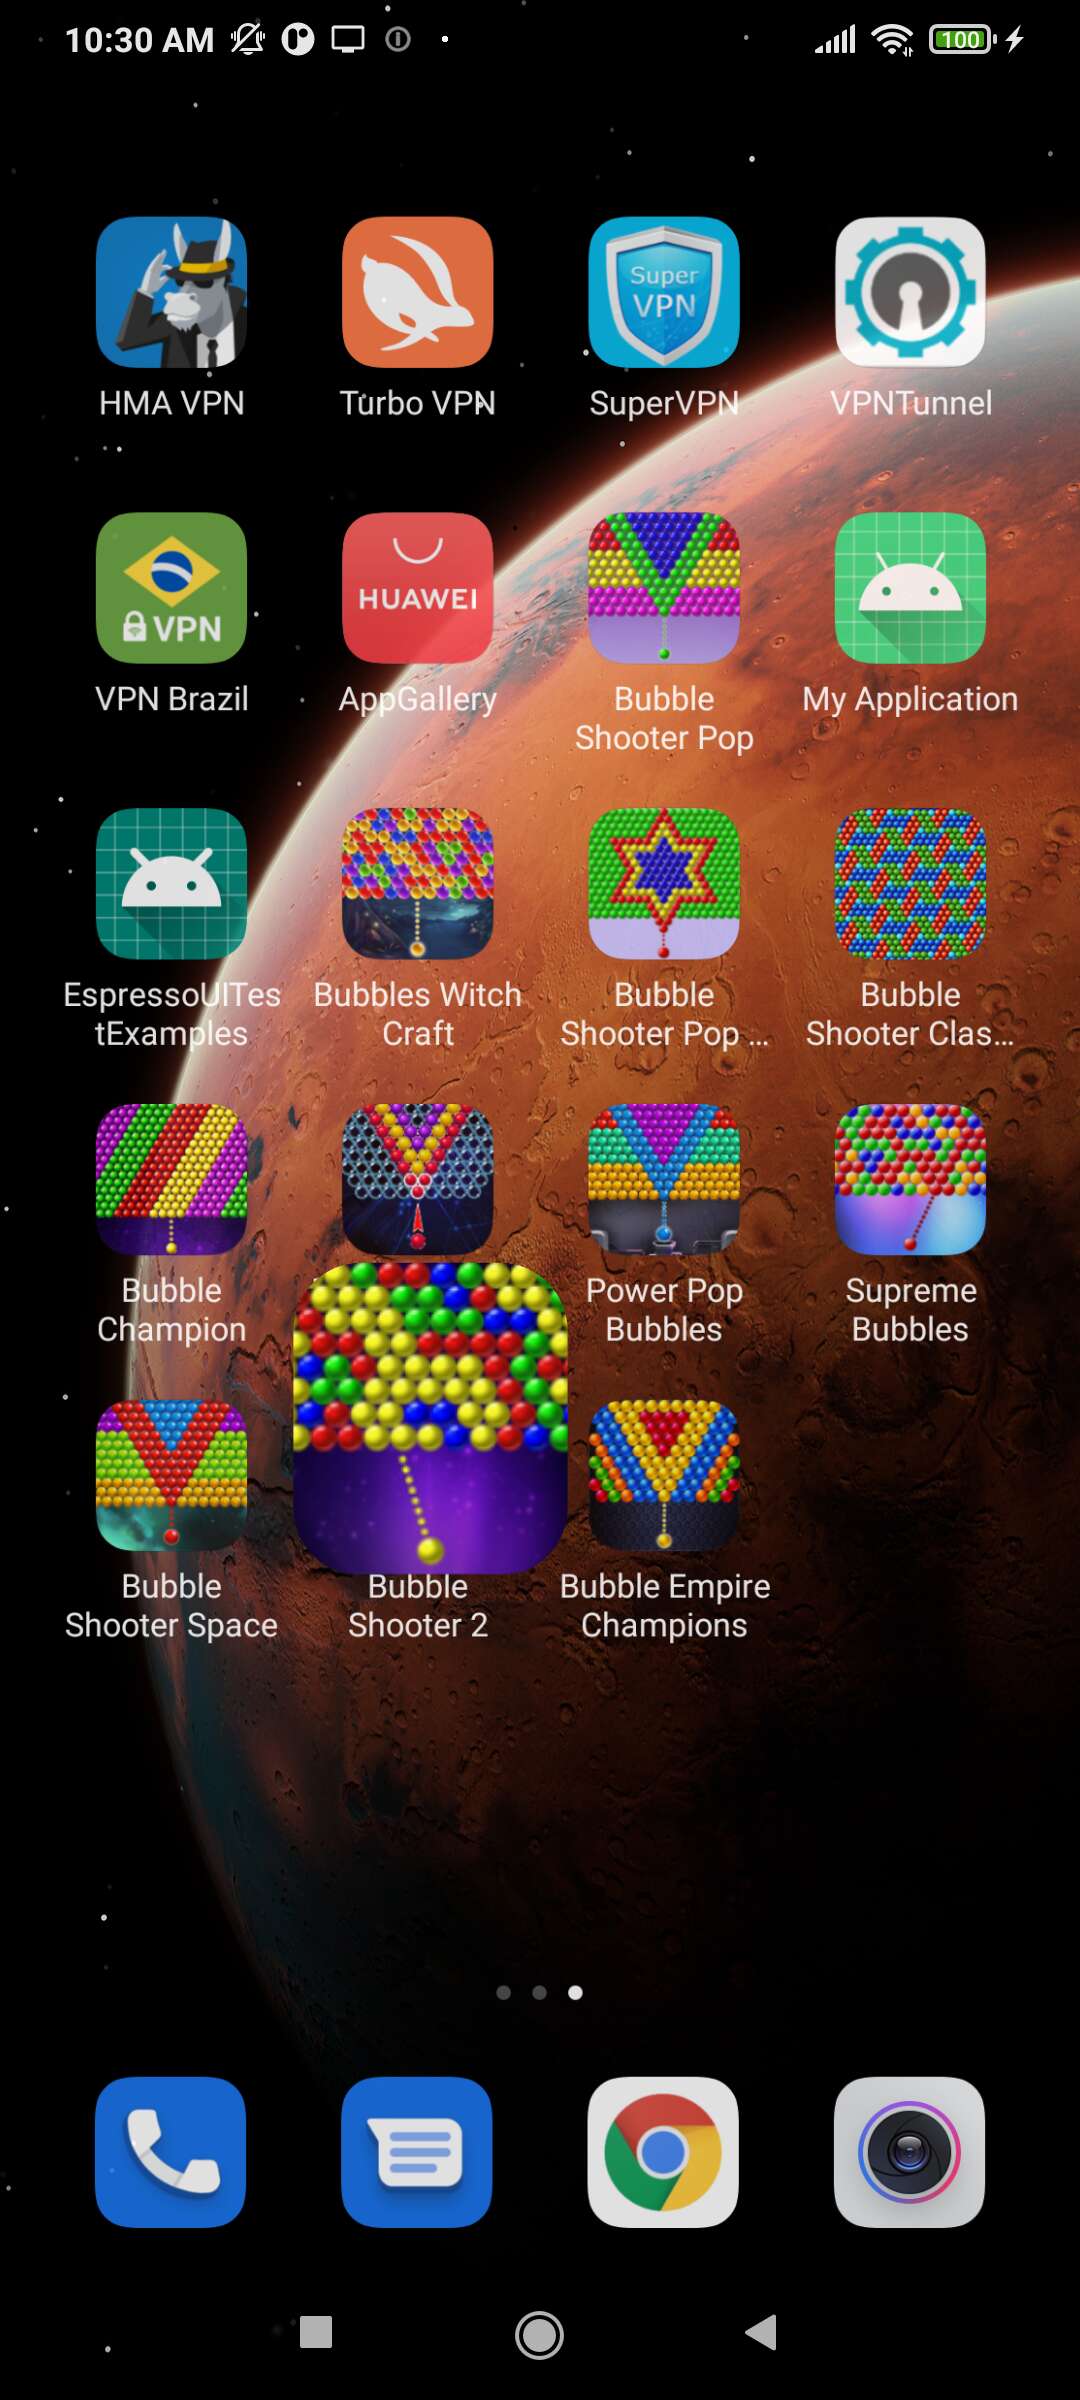 10:30 AM
100
Super
VPN
HMA VPN
Turbo VPN
SuperVPN
VPNTunnel
VPN
HUAWEI
VPN Brazil
AppGallery
Bubble
Shooter Pop
My Application
EspressoUITes
tExamples
Bubbles Witch
Craft
Bubble
Shooter Pop ...
Bubble
Shooter Clas...
Bubble
Champion
Power Pop
Bubbles
Supreme
Bubbles
Bubble
Shooter Space
Bubble
Shooter 2
Bubble Empire
Champions